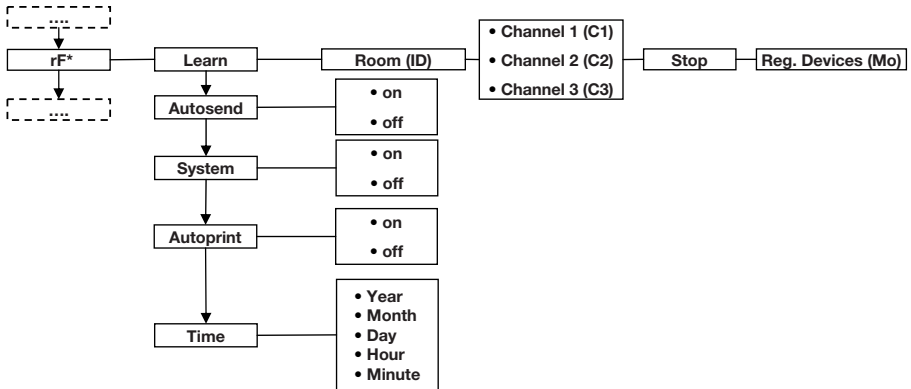 ....
rF*
....
Learn
Room (ID)
• Channel 1 (C1)
• Channel 2 (C2)
• Channel 3 (C3)
Stop
Reg. Devices (Mo)
Autosend
• on
• off
System
• on
• off
Autoprint
• on
• off
Time
• Year
• Month
• Day
• Hour
• Minute